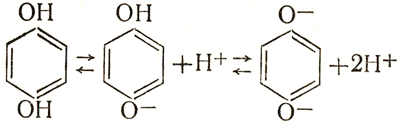 OH OH O−
⇄ + H⁺ ⇄ + 2H⁺
OH O− O−